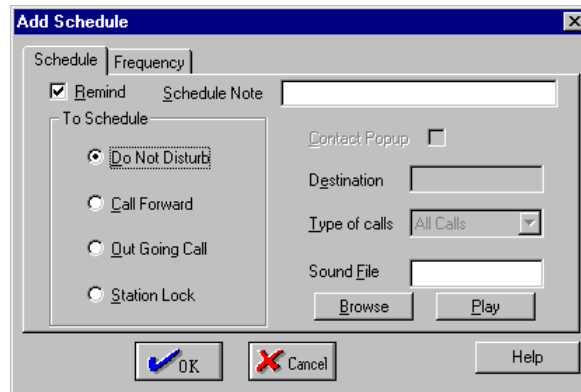 Add Schedule
Schedule Frequency
Remind Schedule Note
To Schedule
Do Not Disturb
Call Forward
Out Going Call
Station Lock
Contact Popup
Destination
Type of calls All Calls
Sound File
Browse Play
OK Cancel Help